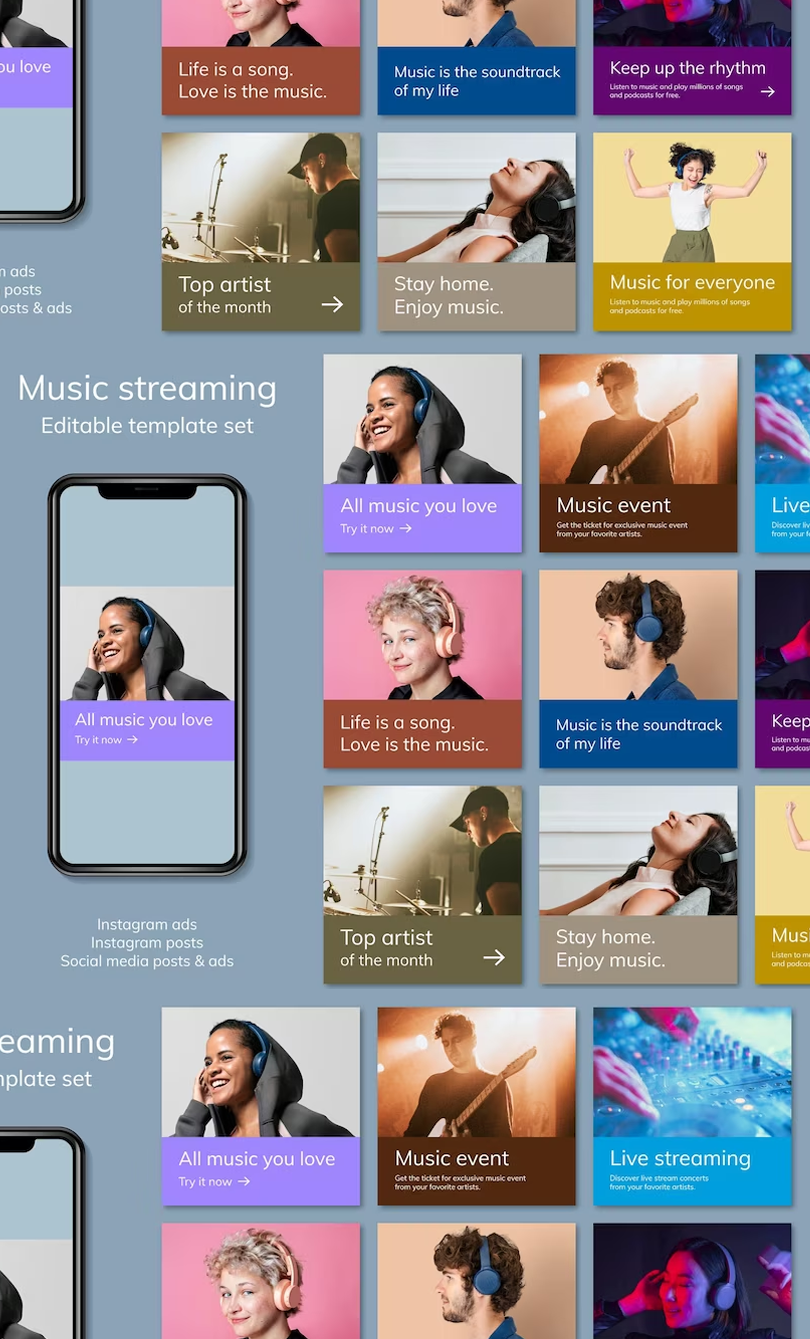 ou love
Life is a song.
Love is the music.
Music is the soundtrack
of my life
Keep up the rhythm
Listen to music and play millions of songs
and podcasts for free.
ads
posts
& ads
Top artist
of the month
Stay home.
Enjoy music.
Music for everyone
Listen to music and play millions of songs
and podcasts for free.
Music streaming
Editable template set
All music you love
Try it now
Instagram ads
Instagram posts
Social media posts & ads
All music you love
Try it now
Music event
Get the ticket for exclusive music event
from your favorite artists.
Live
Discover
from your
Life is a song.
Love is the music.
Music is the soundtrack
of my life
Keep
Listen to
and
Top artist
of the month
Stay home.
Enjoy music.
Listen to
and
eaming
template set
All music you love
Try it now
Music event
Get the ticket for exclusive music event
from your favorite artists.
Live streaming
Discover live stream concerts
from your favorite artists.